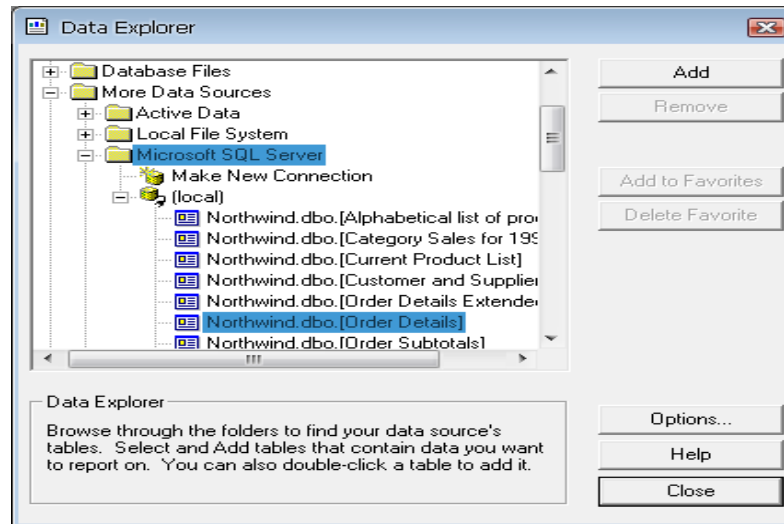 Data Explorer
Database Files
More Data Sources
Active Data
Local File System
Microsoft SQL Server
Make New Connection
(local)
Northwind.dbo.[Alphabetical list of pro
Northwind.dbo.[Category Sales for 199
Northwind.dbo.[Current Product List]
Northwind.dbo.[Customer and Supplier
Northwind.dbo.[Order Details Extende
Northwind.dbo.[Order Details]
Northwind.dbo.[Order Subtotals]
Add
Remove
Add to Favorites
Delete Favorite
Data Explorer
Browse through the folders to find your data source's
tables. Select and Add tables that contain data you want
to report on. You can also double-click a table to add it.
Options...
Help
Close